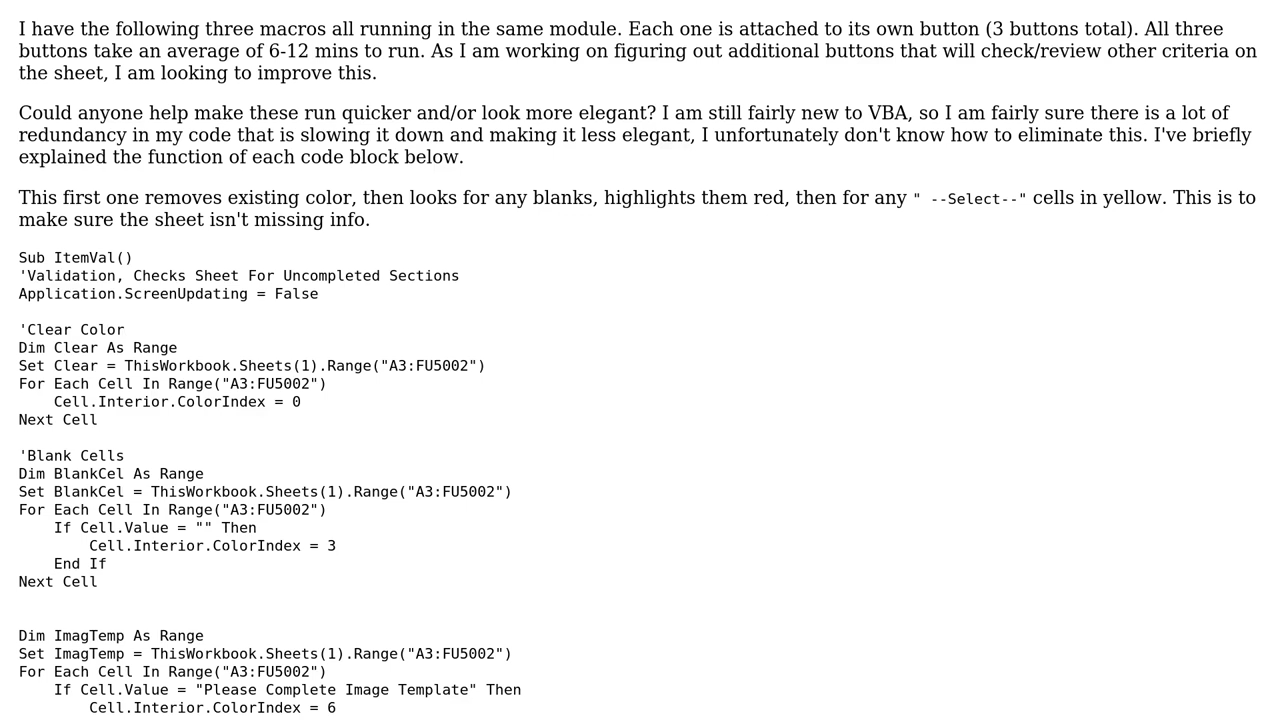 I have the following three macros all running in the same module. Each one is attached to its own button (3 buttons total). All three
buttons take an average of 6-12 mins to run. As I am working on figuring out additional buttons that will check/review other criteria on
the sheet, I am looking to improve this.
Could anyone help make these run quicker and/or look more elegant? I am still fairly new to VBA, so I am fairly sure there is a lot of
redundancy in my code that is slowing it down and making it less elegant, I unfortunately don't know how to eliminate this. I've briefly
explained the function of each code block below.
This first one removes existing color, then looks for any blanks, highlights them red, then for any " --Select--" cells in yellow. This is to
make sure the sheet isn't missing info.
Sub ItemVal()
'Validation, Checks Sheet For Uncompleted Sections
Application.ScreenUpdating = False
'Clear Color
Dim Clear As Range
Set Clear = ThisWorkbook.Sheets(1).Range("A3:FU5002")
For Each Cell In Range("A3:FU5002")
    Cell.Interior.ColorIndex = 0
Next Cell
'Blank Cells
Dim BlankCel As Range
Set BlankCel = ThisWorkbook.Sheets(1).Range("A3:FU5002")
For Each Cell In Range("A3:FU5002")
    If Cell.Value = "" Then
        Cell.Interior.ColorIndex = 3
    End If
Next Cell
Dim ImagTemp As Range
Set ImagTemp = ThisWorkbook.Sheets(1).Range("A3:FU5002")
For Each Cell In Range("A3:FU5002")
    If Cell.Value = "Please Complete Image Template" Then
        Cell.Interior.ColorIndex = 6